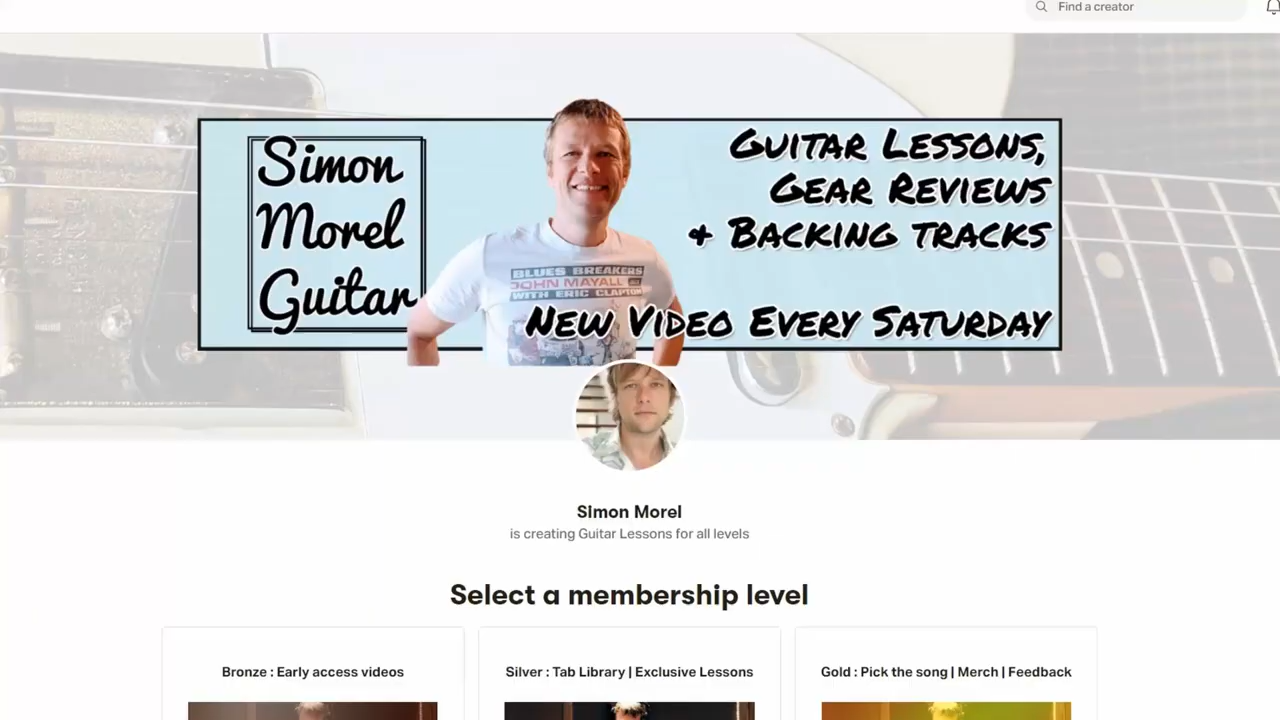 Find a creator
Simon
Morel
Guitar
Guitar Lessons,
Gear Reviews
& Backing tracks
BLUES BREAKERS
JOHN MAYALL
WITH ERIC CLAPTON
New Video Every Saturday
Simon Morel
is creating Guitar Lessons for all levels
Select a membership level
Bronze : Early access videos
Silver : Tab Library | Exclusive Lessons
Gold : Pick the song | Merch | Feedback